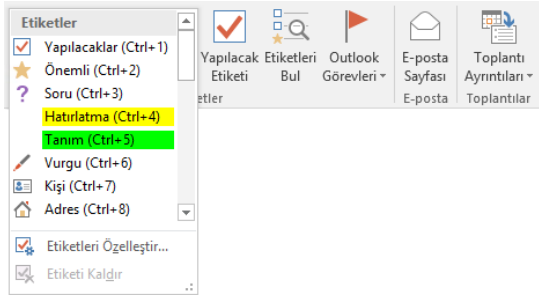 Etiketler
Yapılacaklar (Ctrl+1)
Önemli (Ctrl+2)
Soru (Ctrl+3)
Hatırlatma (Ctrl+4)
Tanım (Ctrl+5)
Vurgu (Ctrl+6)
Kişi (Ctrl+7)
Adres (Ctrl+8)
Etiketleri Özelleştir...
Etiketi Kaldır
Yapılacak
Etiketi
Etiketleri
Bul
Outlook
Görevleri
E-posta
Sayfası
Toplantı
Ayrıntıları
etler
E-posta
Toplantılar